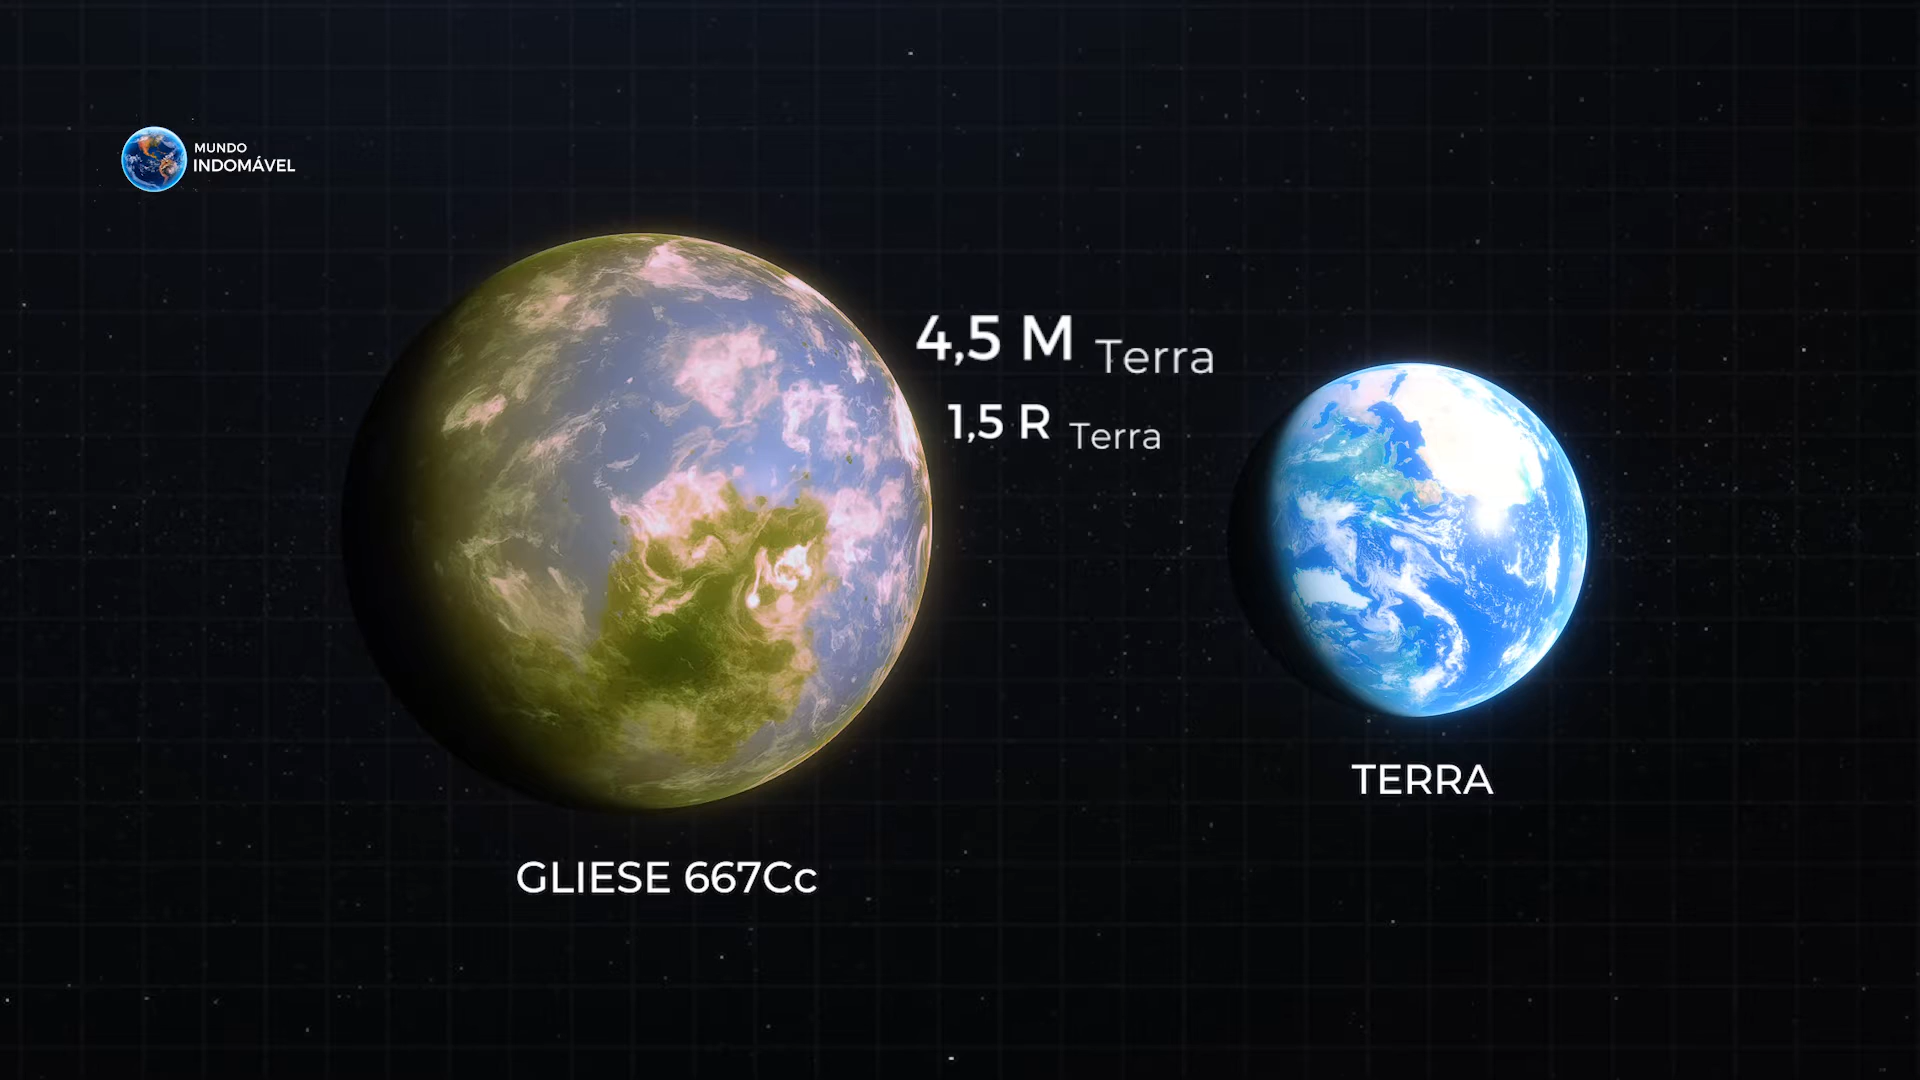 MUNDO
INDOMÁVEL
4,5 M Terra
1,5 R Terra
TERRA
GLIESE 667Cc